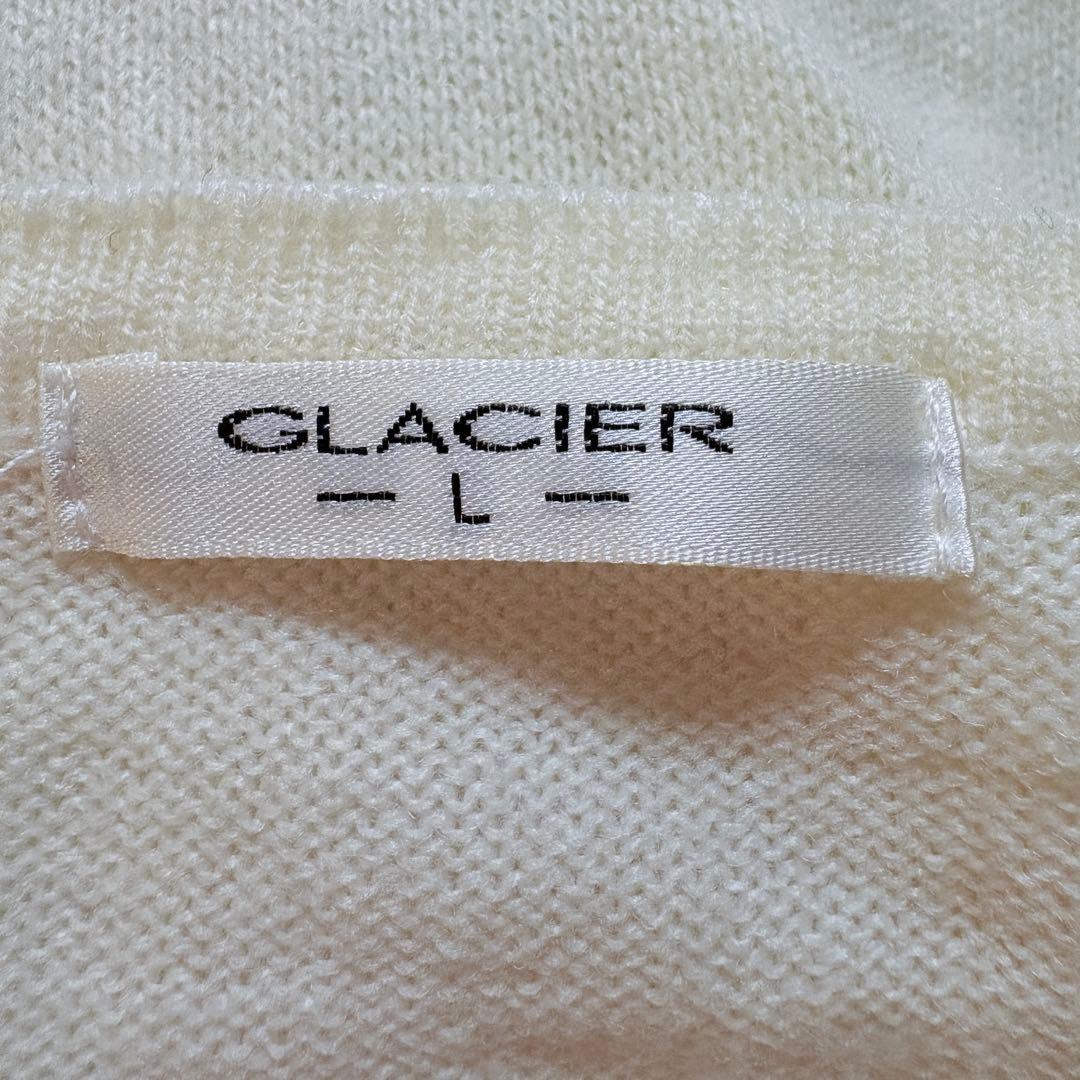 GLACIER
— L —